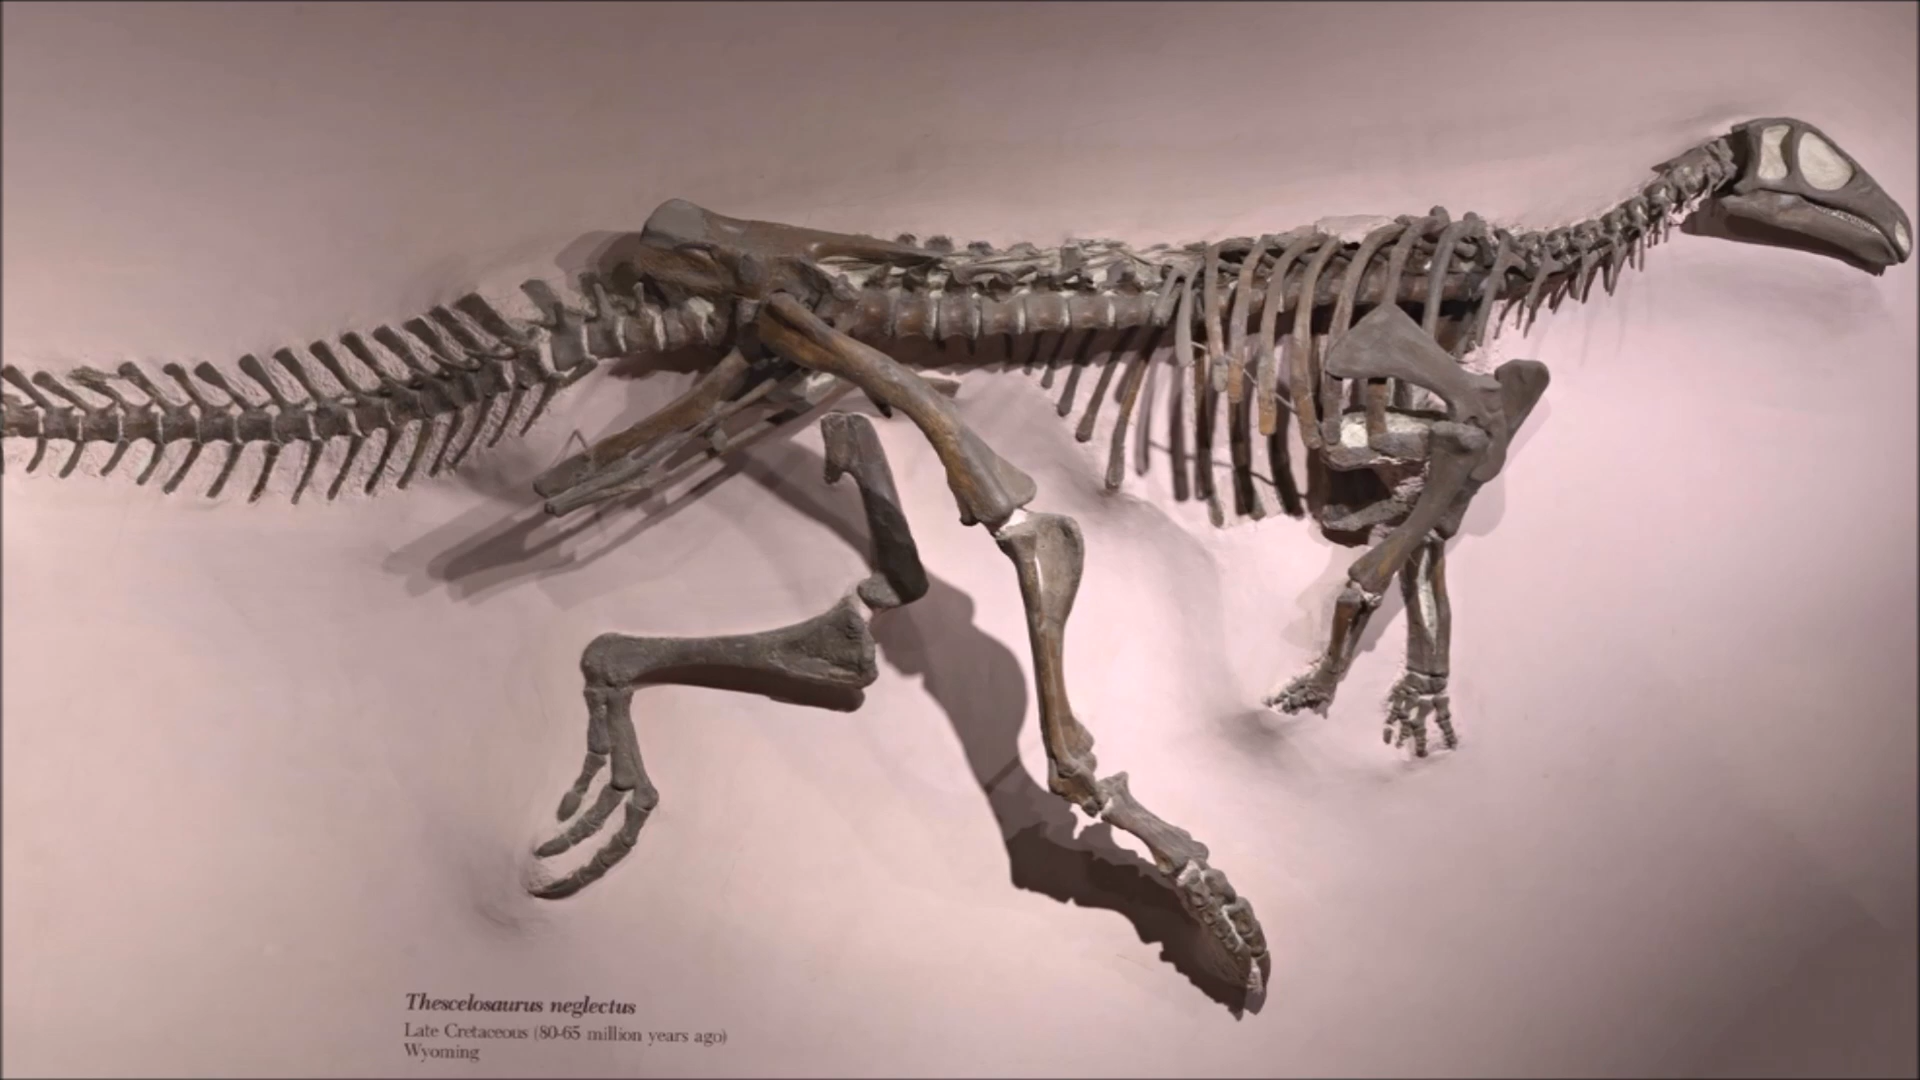 Thescelosaurus neglectus
Late Cretaceous (80-65 million years ago)
Wyoming